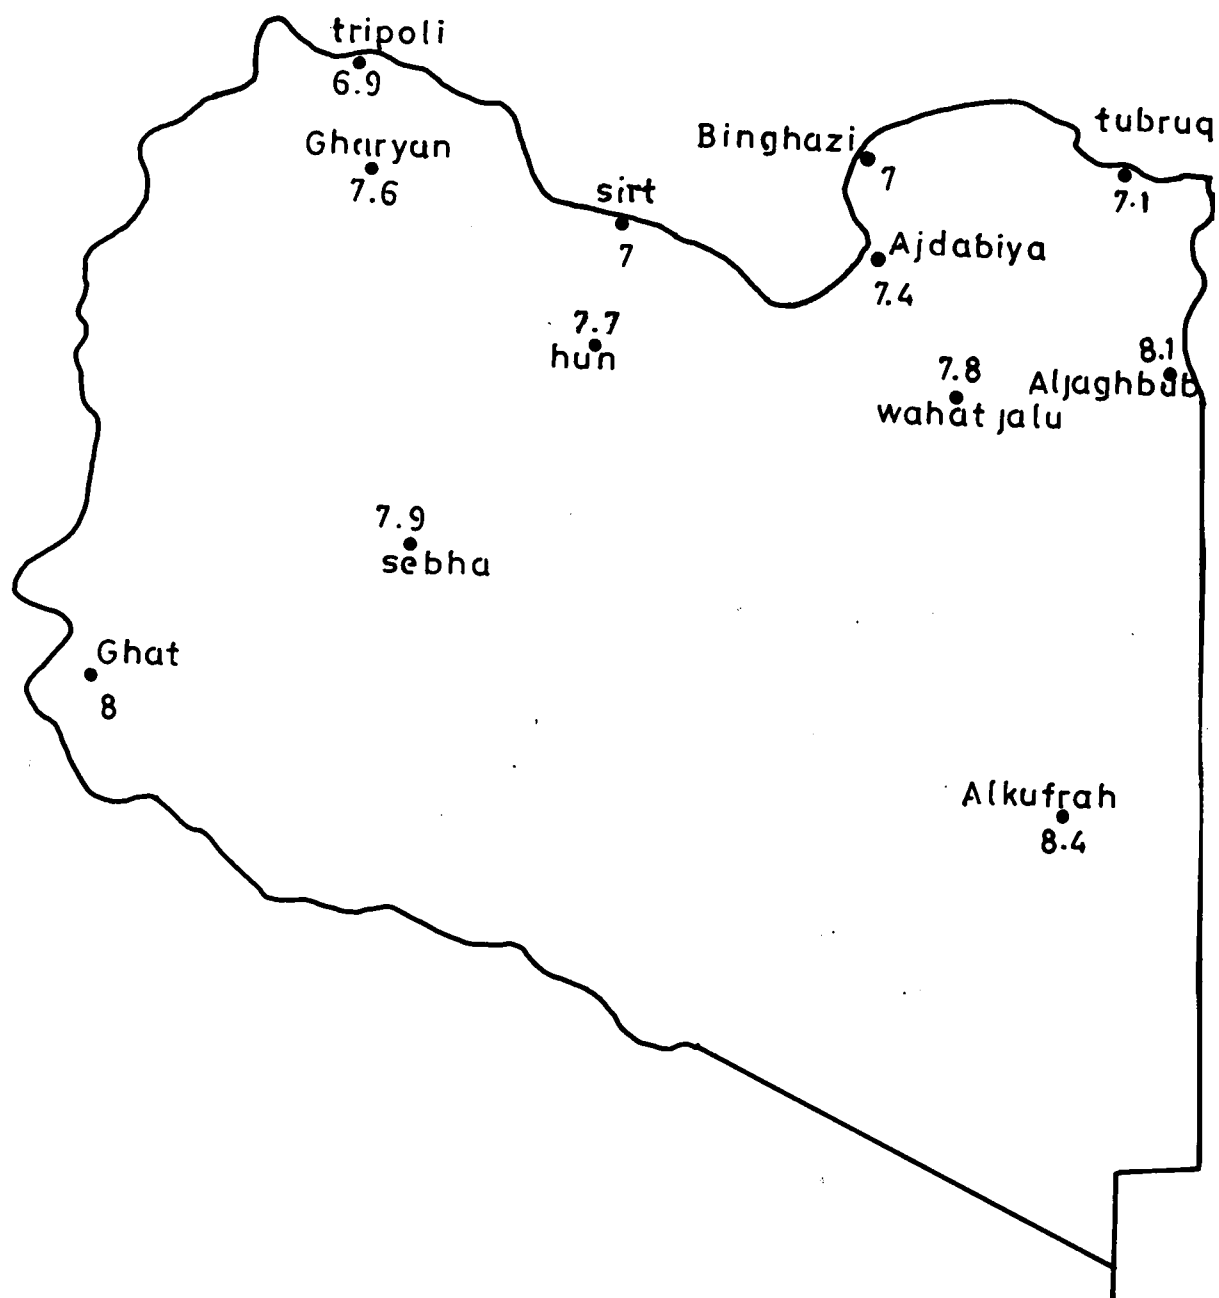 tripoli
6.9
Gharyan
7.6
sirt
7
Binghazi
7
tubruq
7.1
Ajdabiya
7.4
7.7
hun
7.8
wahat jalu
8.1
Aljaghbub
7.9
sebha
Ghat
8
Alkufrah
8.4